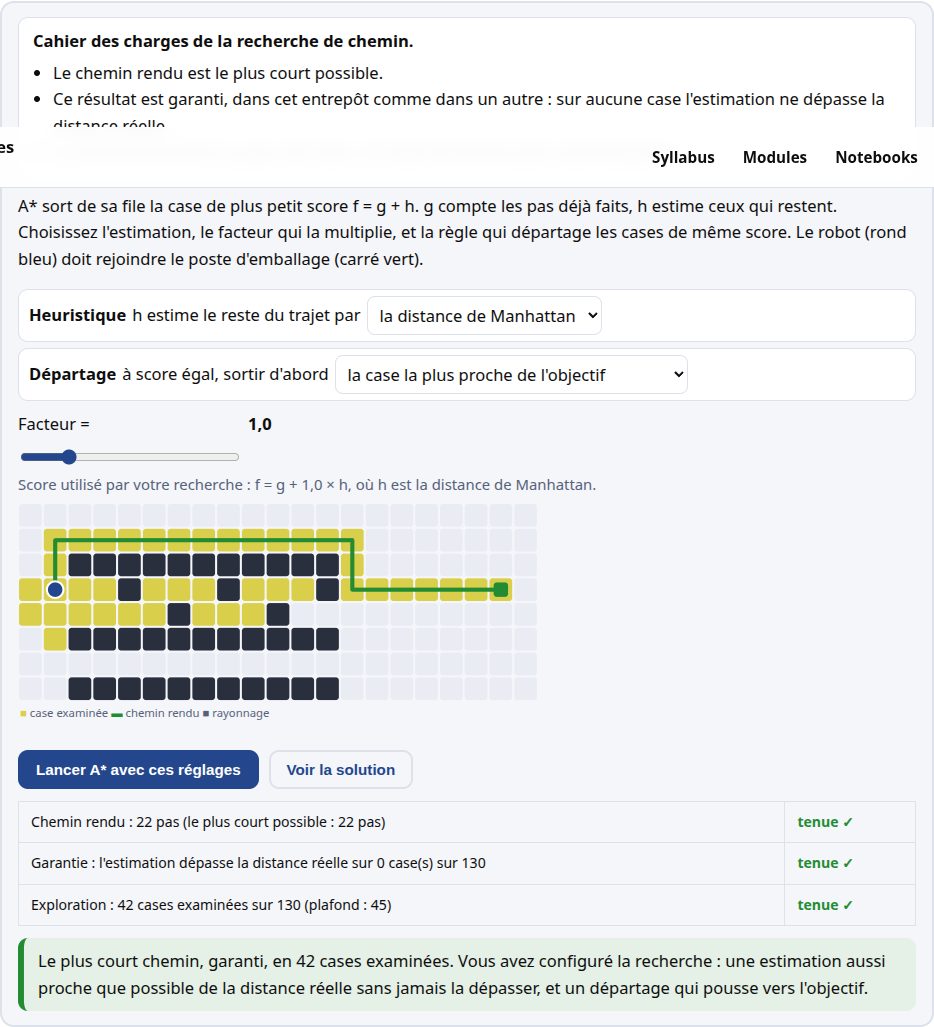 Cahier des charges de la recherche de chemin.
• Le chemin rendu est le plus court possible.
• Ce résultat est garanti, dans cet entrepôt comme dans un autre : sur aucune case l'estimation ne dépasse la
distance réelle
es
Syllabus Modules Notebooks
A* sort de sa file la case de plus petit score f = g + h. g compte les pas déjà faits, h estime ceux qui restent.
Choisissez l'estimation, le facteur qui la multiplie, et la règle qui départage les cases de même score. Le robot (rond
bleu) doit rejoindre le poste d'emballage (carré vert).
Heuristique h estime le reste du trajet par la distance de Manhattan
Départage à score égal, sortir d'abord la case la plus proche de l'objectif
Facteur = 1,0
Score utilisé par votre recherche : f = g + 1,0 × h, où h est la distance de Manhattan.
case examinée chemin rendu rayonnage
Lancer A* avec ces réglages Voir la solution
Chemin rendu : 22 pas (le plus court possible : 22 pas) tenue ✓
Garantie : l'estimation dépasse la distance réelle sur 0 case(s) sur 130 tenue ✓
Exploration : 42 cases examinées sur 130 (plafond : 45) tenue ✓
Le plus court chemin, garanti, en 42 cases examinées. Vous avez configuré la recherche : une estimation aussi
proche que possible de la distance réelle sans jamais la dépasser, et un départage qui pousse vers l'objectif.